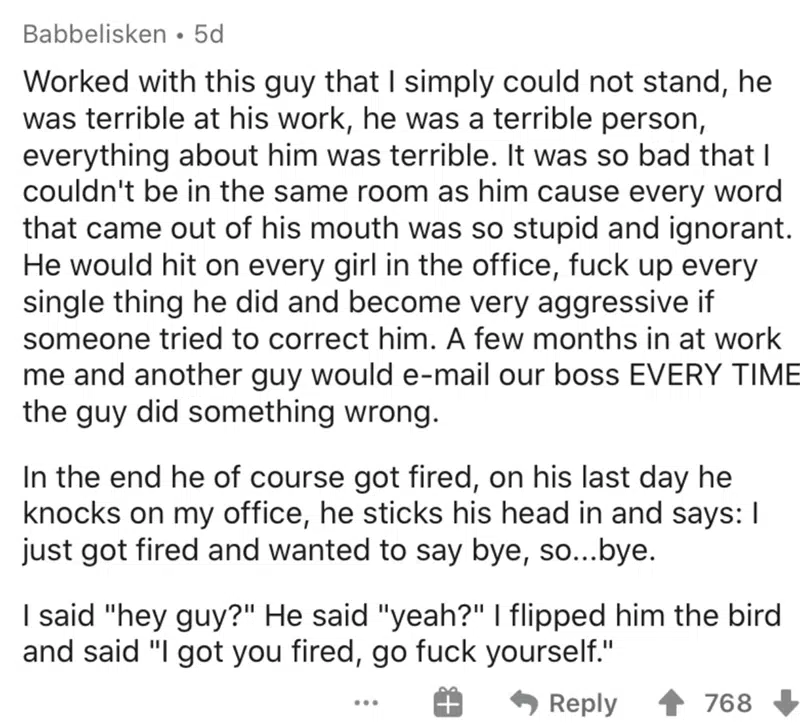 Babbelisken • 5d
Worked with this guy that I simply could not stand, he
was terrible at his work, he was a terrible person,
everything about him was terrible. It was so bad that I
couldn't be in the same room as him cause every word
that came out of his mouth was so stupid and ignorant.
He would hit on every girl in the office, fuck up every
single thing he did and become very aggressive if
someone tried to correct him. A few months in at work
me and another guy would e-mail our boss EVERY TIME
the guy did something wrong.
In the end he of course got fired, on his last day he
knocks on my office, he sticks his head in and says: I
just got fired and wanted to say bye, so...bye.
I said "hey guy?" He said "yeah?" I flipped him the bird
and said "I got you fired, go fuck yourself."
Reply 768